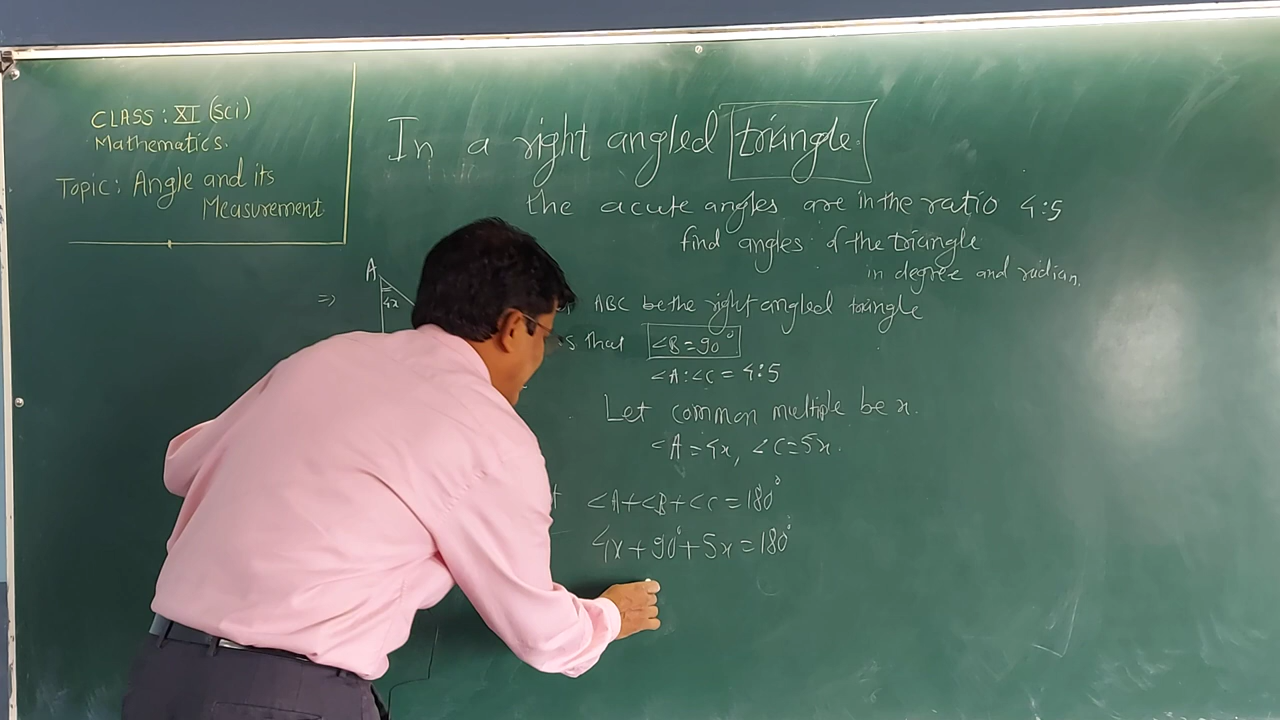 CLASS: XI (Sci)
Mathematics.
Topic: Angle and its
Measurement
In a right angled triangle.
the acute angles are in the ratio 4:5
find angles of the triangle
in degree and radian.
A
4x
=>
ABC be the right angled triangle
that ∠B=90°
∠A:∠C = 4:5
Let common multiple be x.
∠A=4x, ∠C=5x.
∠A+∠B+∠C=180°
4x+90°+5x=180°